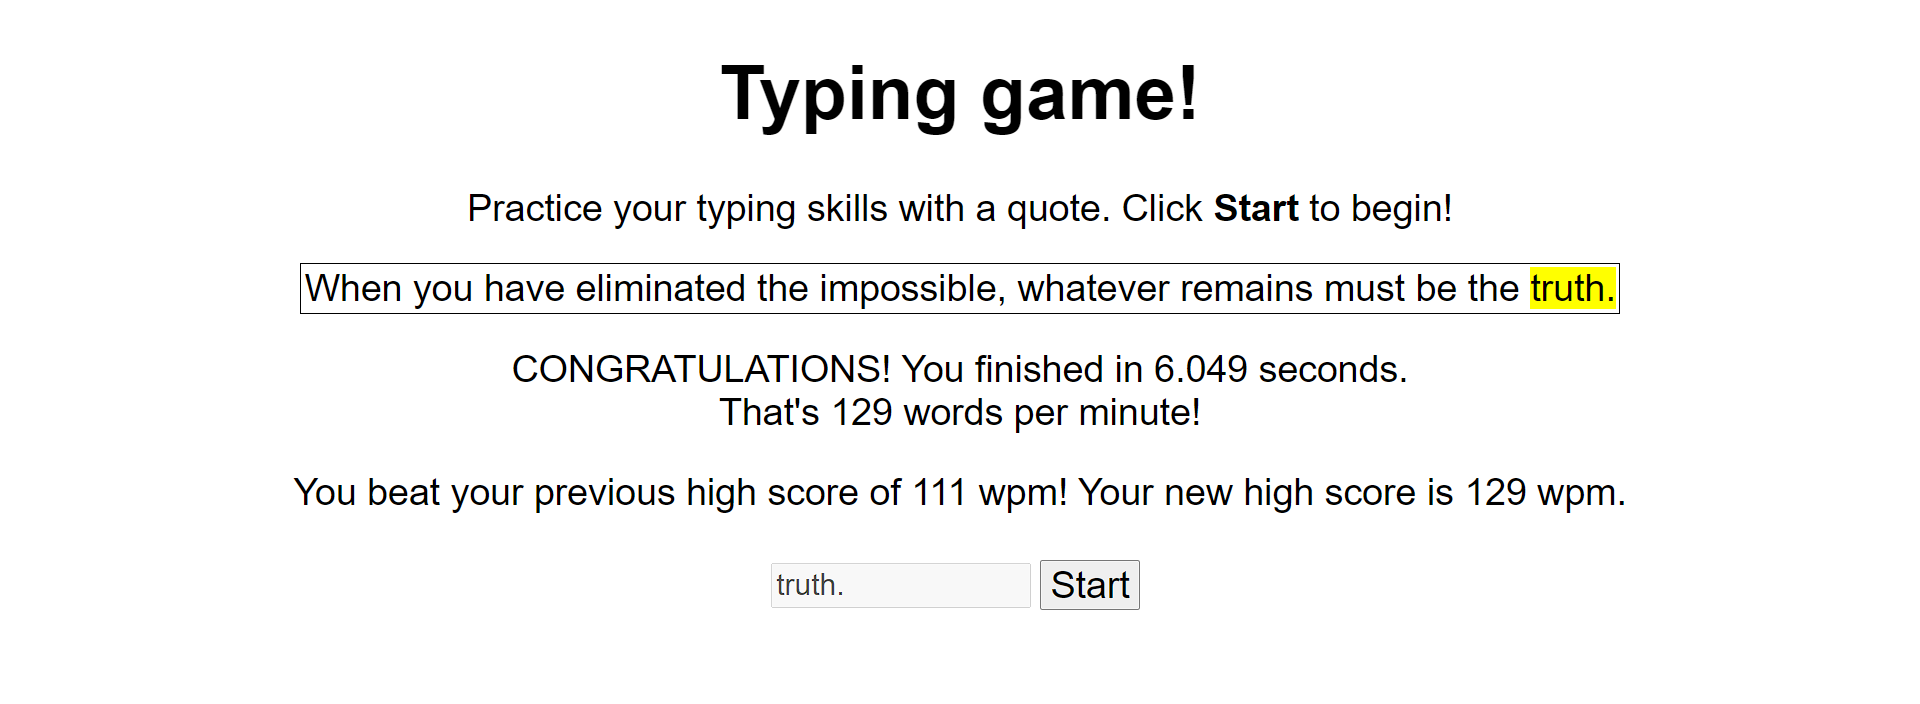 Typing game!
Practice your typing skills with a quote. Click Start to begin!
When you have eliminated the impossible, whatever remains must be the truth.
CONGRATULATIONS! You finished in 6.049 seconds.
That's 129 words per minute!
You beat your previous high score of 111 wpm! Your new high score is 129 wpm.
truth. Start